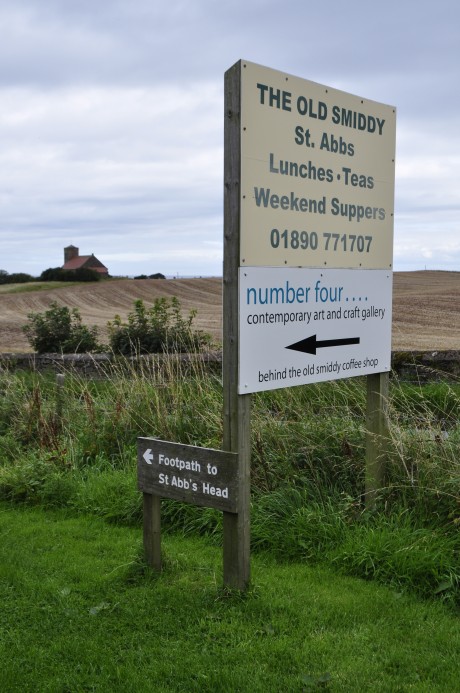 THE OLD SMIDDY
St. Abbs
Lunches • Teas
Weekend Suppers
01890 771707
number four....
contemporary art and craft gallery
behind the old smiddy coffee shop
Footpath to
St Abb's Head